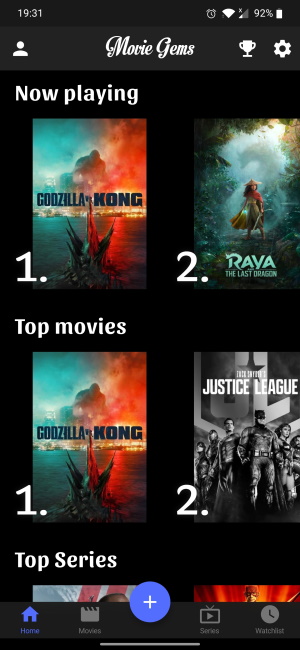 19:31
92%
Movie Gems
Now playing
GODZILLA VS KONG
1.
2.
RAYA
AND
THE LAST DRAGON
Top movies
GODZILLA VS KONG
1.
2.
ZACK SNYDER'S
JUSTICE LEAGUE
Top Series
+
Home
Movies
Series
Watchlist